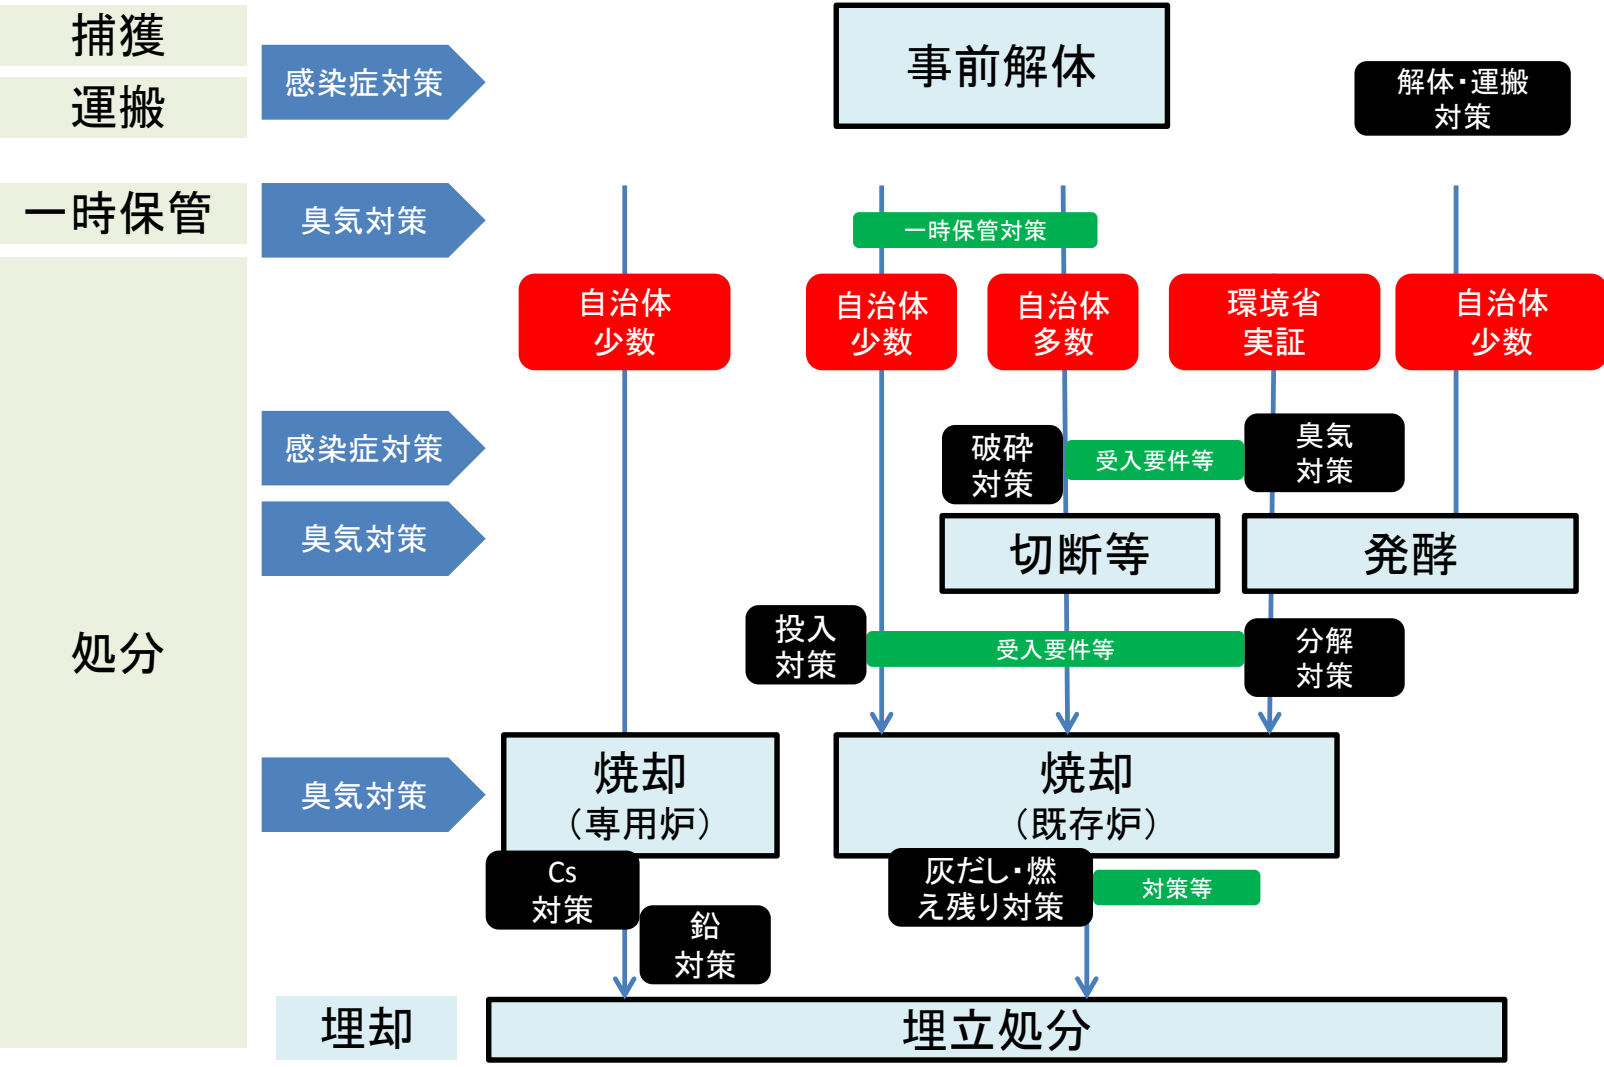 捕獲
運搬
感染症対策
事前解体
解体・運搬
対策
一時保管
臭気対策
一時保管対策
自治体
少数
自治体
少数
自治体
多数
環境省
実証
自治体
少数
処分
感染症対策
破砕
対策
受入要件等
臭気
対策
臭気対策
切断等
発酵
投入
対策
受入要件等
分解
対策
臭気対策
焼却
（専用炉）
焼却
（既存炉）
Cs
対策
鉛
対策
灰だし・燃
え残り対策
対策等
埋却
埋立処分